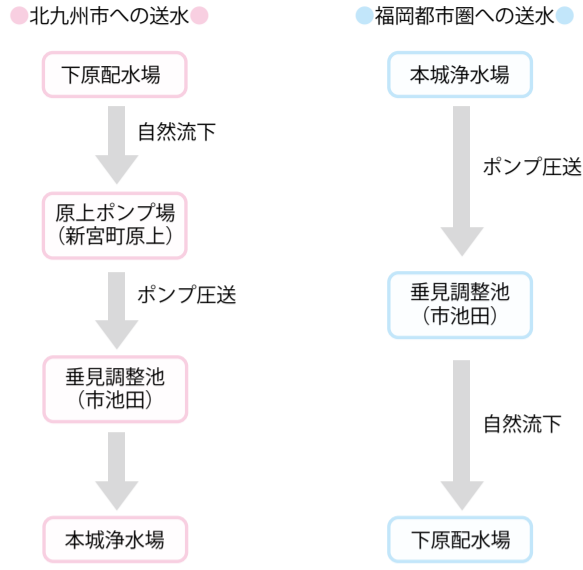 ●北九州市への送水●
下原配水場
自然流下
原上ポンプ場
（新宮町原上）
ポンプ圧送
垂見調整池
（市池田）
本城浄水場
●福岡都市圏への送水●
本城浄水場
ポンプ圧送
垂見調整池
（市池田）
自然流下
下原配水場